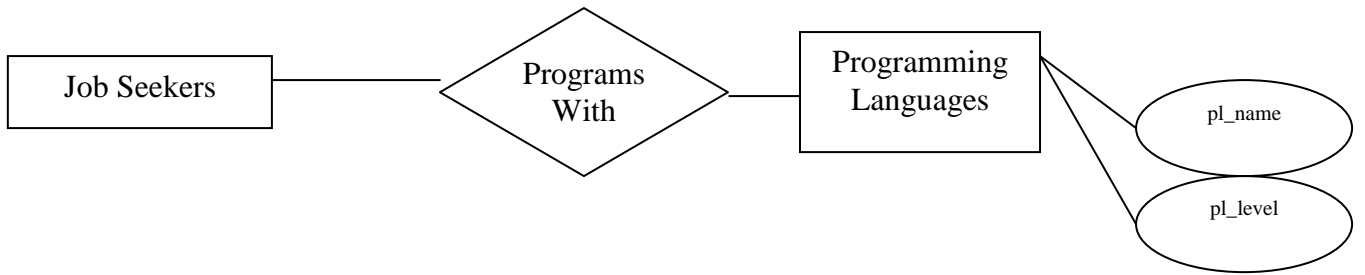 Job Seekers
Programs
With
Programming
Languages
pl_name
pl_level